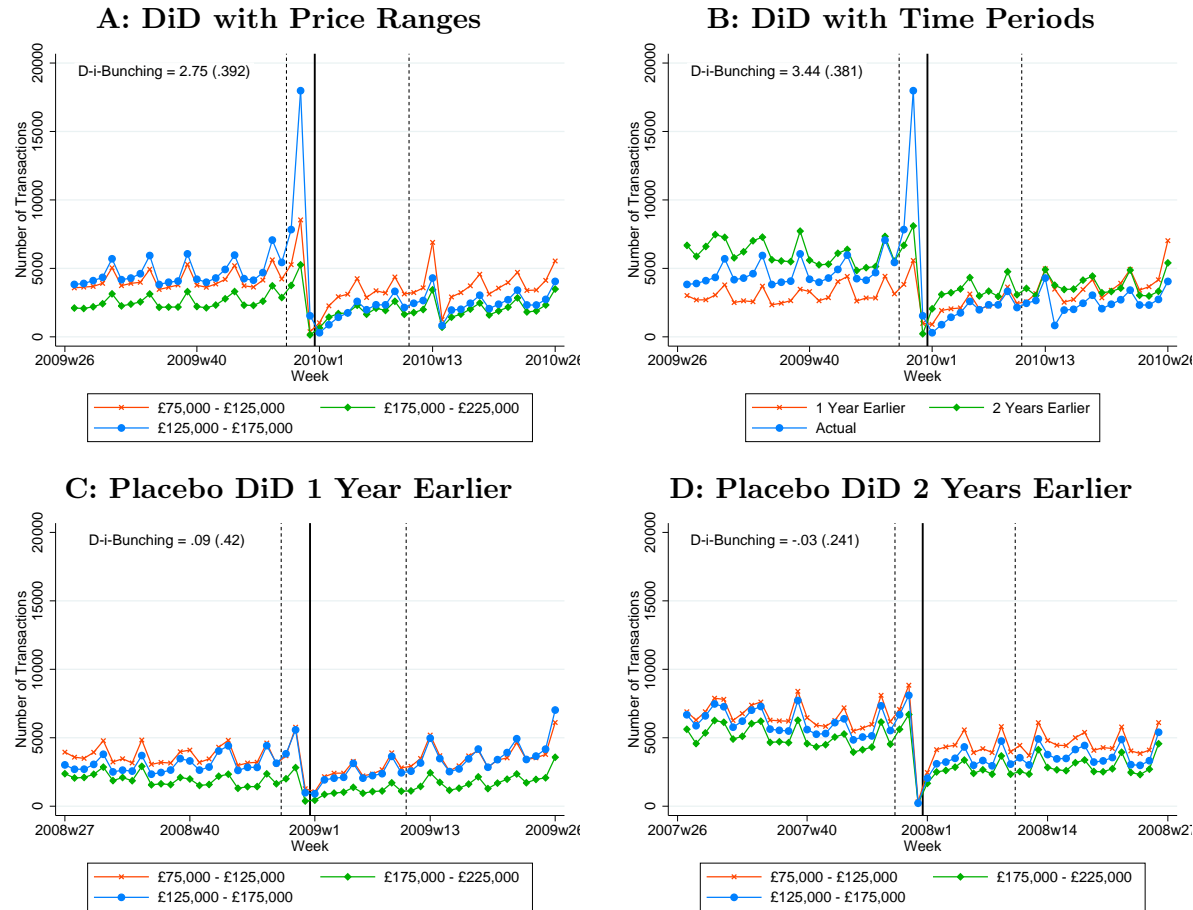 A: DiD with Price Ranges
D-i-Bunching = 2.75 (.392)
Number of Transactions
20000
15000
10000
5000
0
2009w26 2009w40 2010w1 2010w13 2010w26
Week
£75,000 - £125,000 £175,000 - £225,000
£125,000 - £175,000
B: DiD with Time Periods
D-i-Bunching = 3.44 (.381)
Number of Transactions
20000
15000
10000
5000
0
2009w26 2009w40 2010w1 2010w13 2010w26
Week
1 Year Earlier 2 Years Earlier
Actual
C: Placebo DiD 1 Year Earlier
D-i-Bunching = .09 (.42)
Number of Transactions
20000
15000
10000
5000
0
2008w27 2008w40 2009w1 2009w13 2009w26
Week
£75,000 - £125,000 £175,000 - £225,000
£125,000 - £175,000
D: Placebo DiD 2 Years Earlier
D-i-Bunching = -.03 (.241)
Number of Transactions
20000
15000
10000
5000
0
2007w26 2007w40 2008w1 2008w14 2008w27
Week
£75,000 - £125,000 £175,000 - £225,000
£125,000 - £175,000